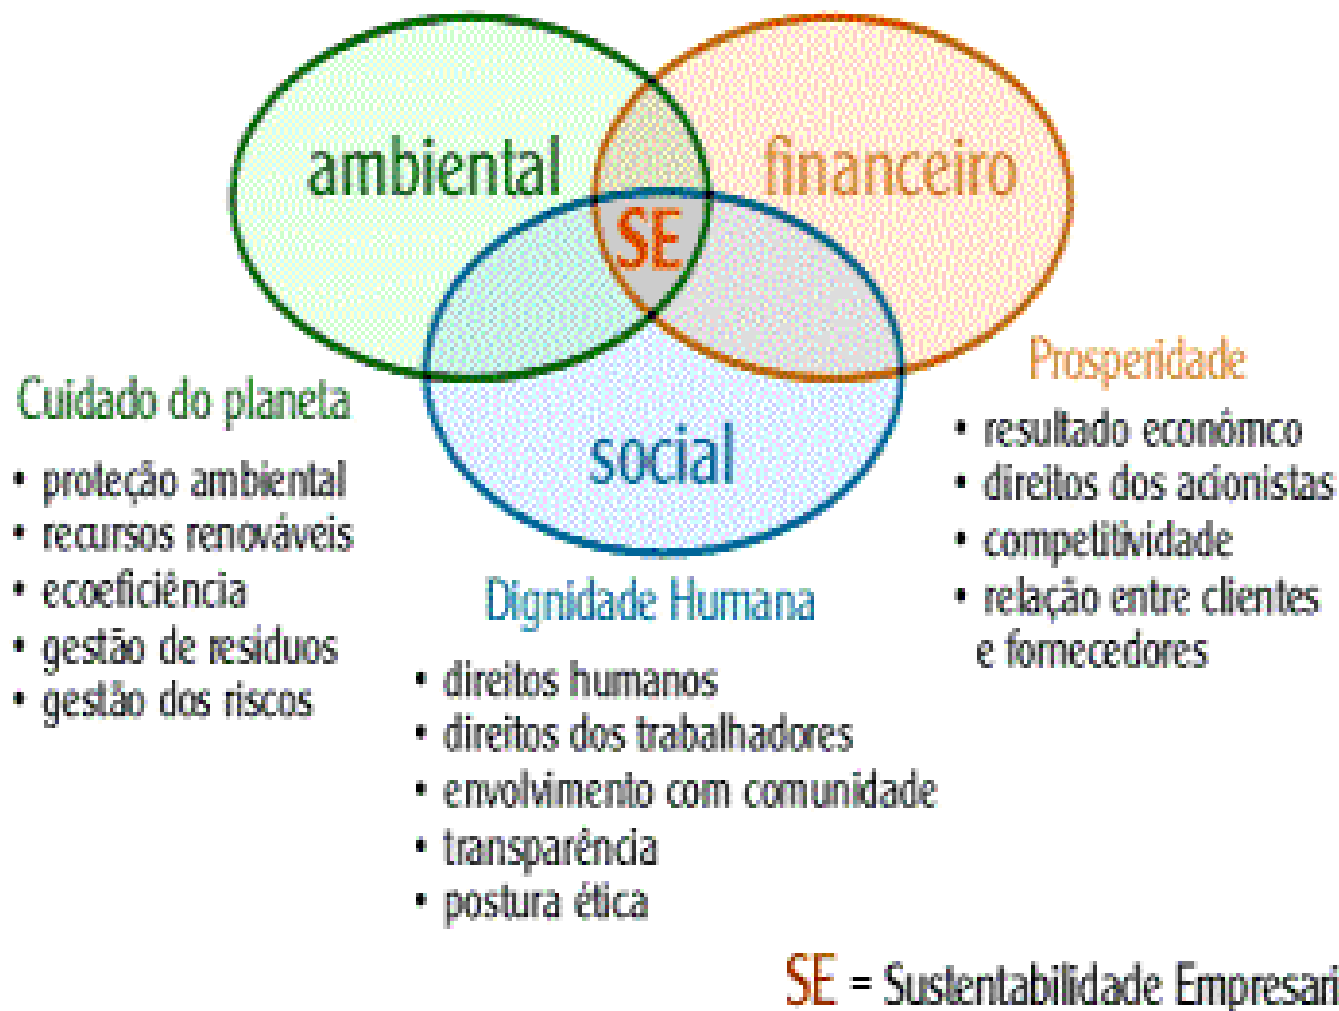 ambiental
financeiro
SE
social
Cuidado do planeta
• proteção ambiental
• recursos renováveis
• ecoeficiência
• gestão de resíduos
• gestão dos riscos
Dignidade Humana
• direitos humanos
• direitos dos trabalhadores
• envolvimento com comunidade
• transparência
• postura ética
Prosperidade
• resultado económco
• direitos dos acionistas
• competitividade
• relação entre clientes
e fornecedores
SE = Sustentabilidade Empresari